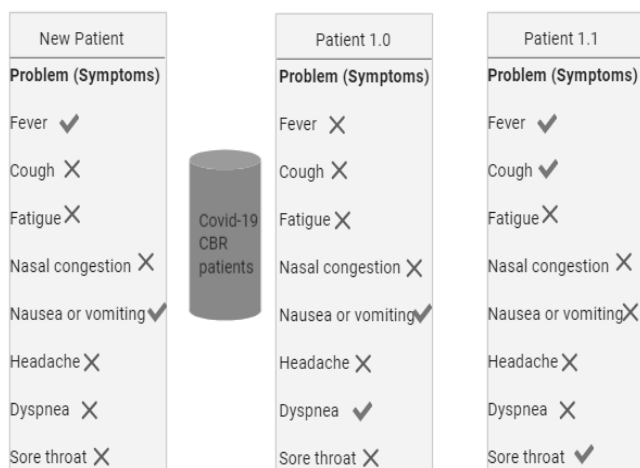 New Patient
Problem (Symptoms)
Fever ✓
Cough ✗
Fatigue ✗
Nasal congestion ✗
Nausea or vomiting ✓
Headache ✗
Dyspnea ✗
Sore throat ✗
Covid-19
CBR
patients
Patient 1.0
Problem (Symptoms)
Fever ✗
Cough ✗
Fatigue ✗
Nasal congestion ✗
Nausea or vomiting ✓
Headache ✗
Dyspnea ✓
Sore throat ✗
Patient 1.1
Problem (Symptoms)
Fever ✓
Cough ✓
Fatigue ✗
Nasal congestion ✗
Nausea or vomiting ✗
Headache ✗
Dyspnea ✗
Sore throat ✓